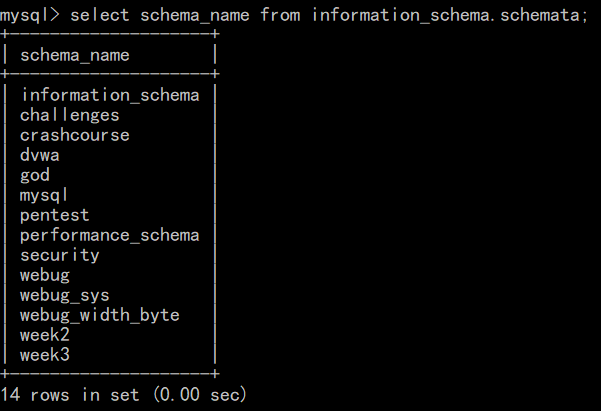 mysql> select schema_name from information_schema.schemata;
+--------------------+
| schema_name        |
+--------------------+
| information_schema |
| challenges         |
| crashcourse        |
| dvwa               |
| god                |
| mysql              |
| pentest            |
| performance_schema |
| security           |
| webug              |
| webug_sys          |
| webug_width_byte   |
| week2              |
| week3              |
+--------------------+
14 rows in set (0.00 sec)